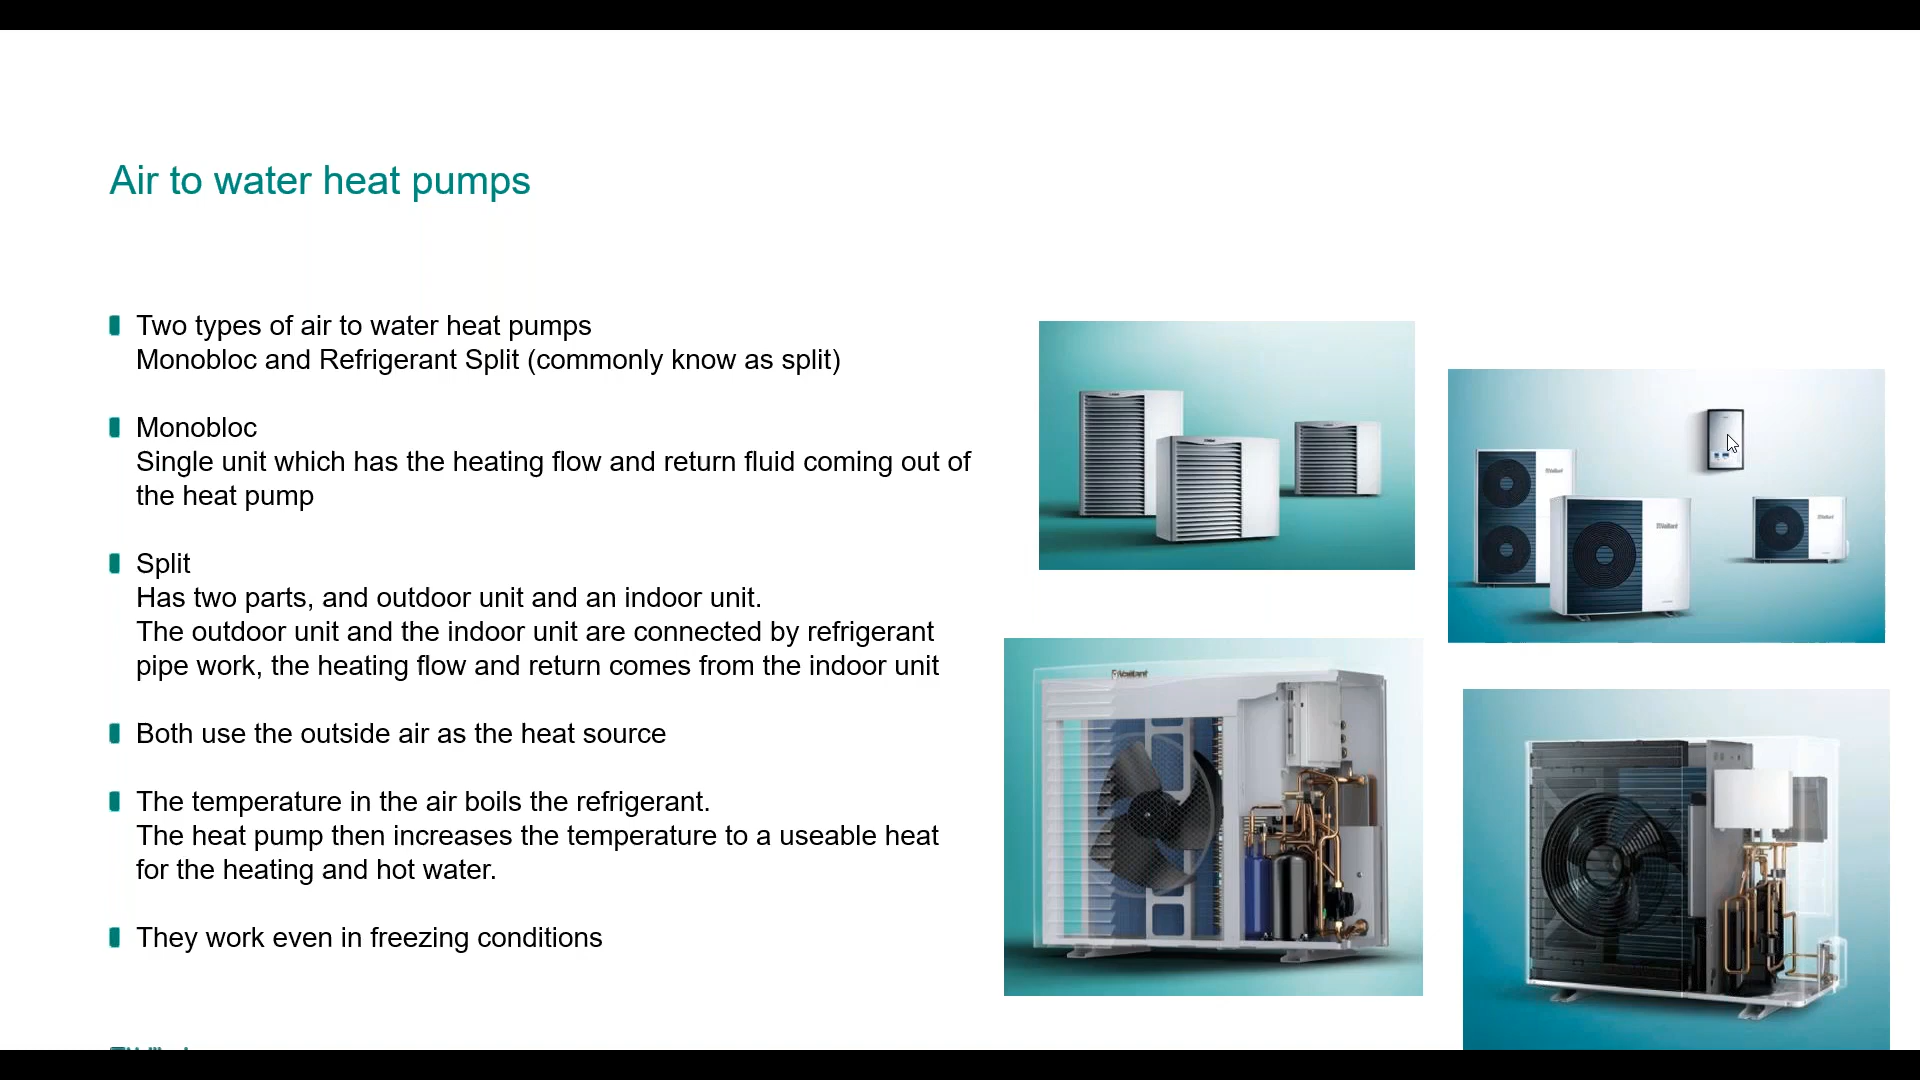 Air to water heat pumps
Two types of air to water heat pumps
Monobloc and Refrigerant Split (commonly know as split)
Monobloc
Single unit which has the heating flow and return fluid coming out of
the heat pump
Split
Has two parts, and outdoor unit and an indoor unit.
The outdoor unit and the indoor unit are connected by refrigerant
pipe work, the heating flow and return comes from the indoor unit
Both use the outside air as the heat source
The temperature in the air boils the refrigerant.
The heat pump then increases the temperature to a useable heat
for the heating and hot water.
They work even in freezing conditions
Vaillant
Vaillant
Vaillant
Vaillant